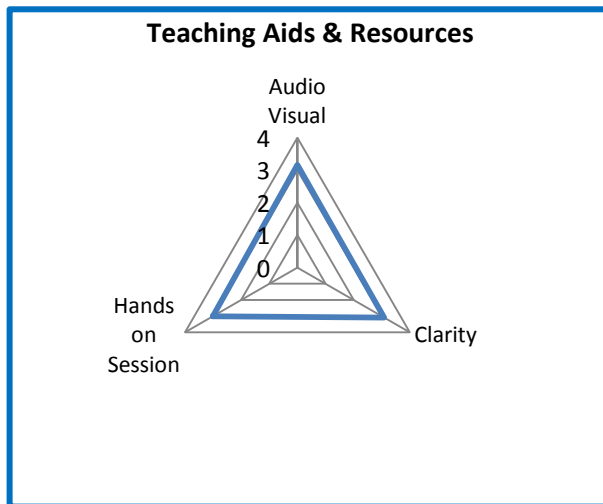 Teaching Aids & Resources
Audio
Visual
4
3
2
1
0
Hands
on
Session
Clarity